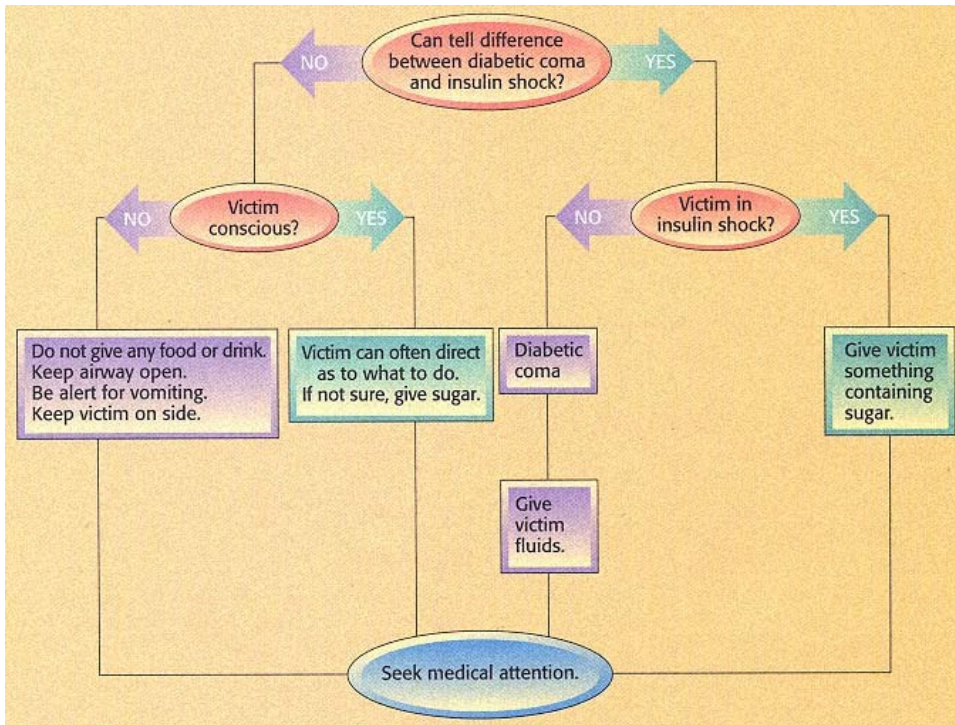 Can tell difference
between diabetic coma
and insulin shock?
NO
YES
Victim
conscious?
NO
YES
Victim in
insulin shock?
NO
YES
Do not give any food or drink.
Keep airway open.
Be alert for vomiting.
Keep victim on side.
Victim can often direct
as to what to do.
If not sure, give sugar.
Diabetic
coma
Give victim
something
containing
sugar.
Give
victim
fluids.
Seek medical attention.